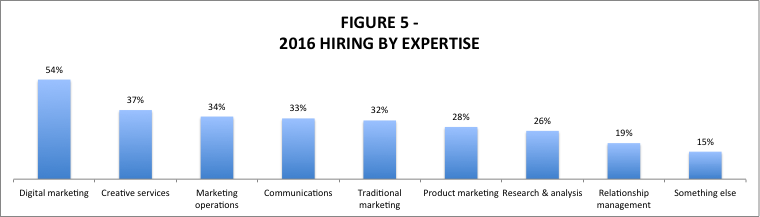 FIGURE 5 -
2016 HIRING BY EXPERTISE
54%
37%
34%
33%
32%
28%
26%
19%
15%
Digital marketing
Creative services
Marketing
operations
Communications
Traditional
marketing
Product marketing
Research & analysis
Relationship
management
Something else